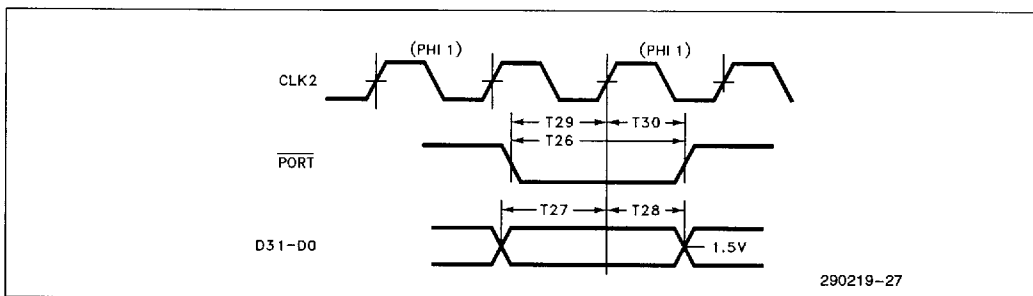 (PHI 1) (PHI 1)
CLK2
T29 T30
T26
PORT
T27 T28
D31-D0
1.5V
290219-27